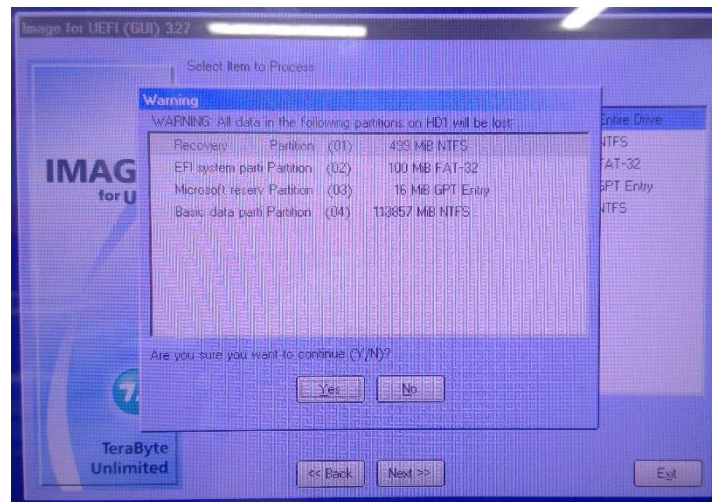 Image for UEFI (GUI) 3.27
Select Item to Process
Warning
WARNING: All data in the following partitions on HD1 will be lost:
Recovery Partition (01) 499 MiB NTFS
EFI system parti Partition (02) 100 MiB FAT-32
Microsoft reserv Partition (03) 16 MiB GPT Entry
Basic data parti Partition (04) 113857 MiB NTFS
Entire Drive
NTFS
FAT-32
GPT Entry
NTFS
IMAG
for U
Are you sure you want to continue (Y/N)?
Yes
No
TeraByte
Unlimited
<< Back
Next >>
Exit